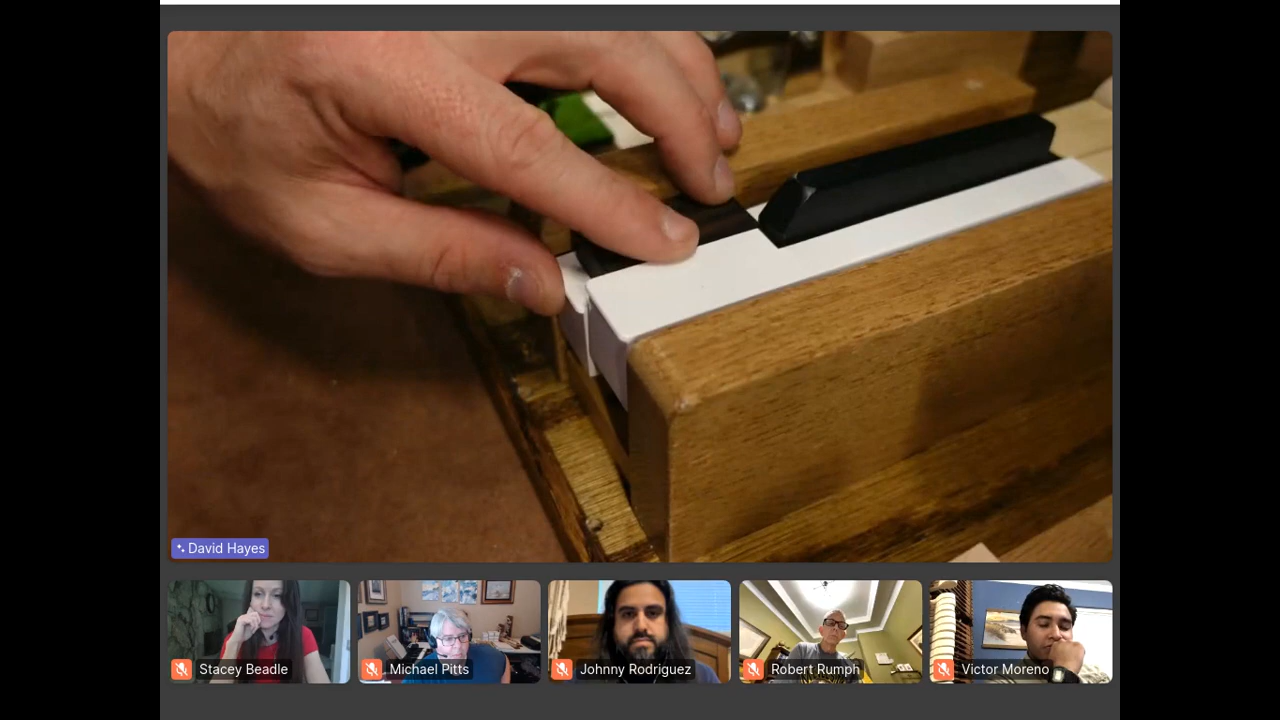 David Hayes
Stacey Beadle
Michael Pitts
Johnny Rodriguez
Robert Rumph
Victor Moreno